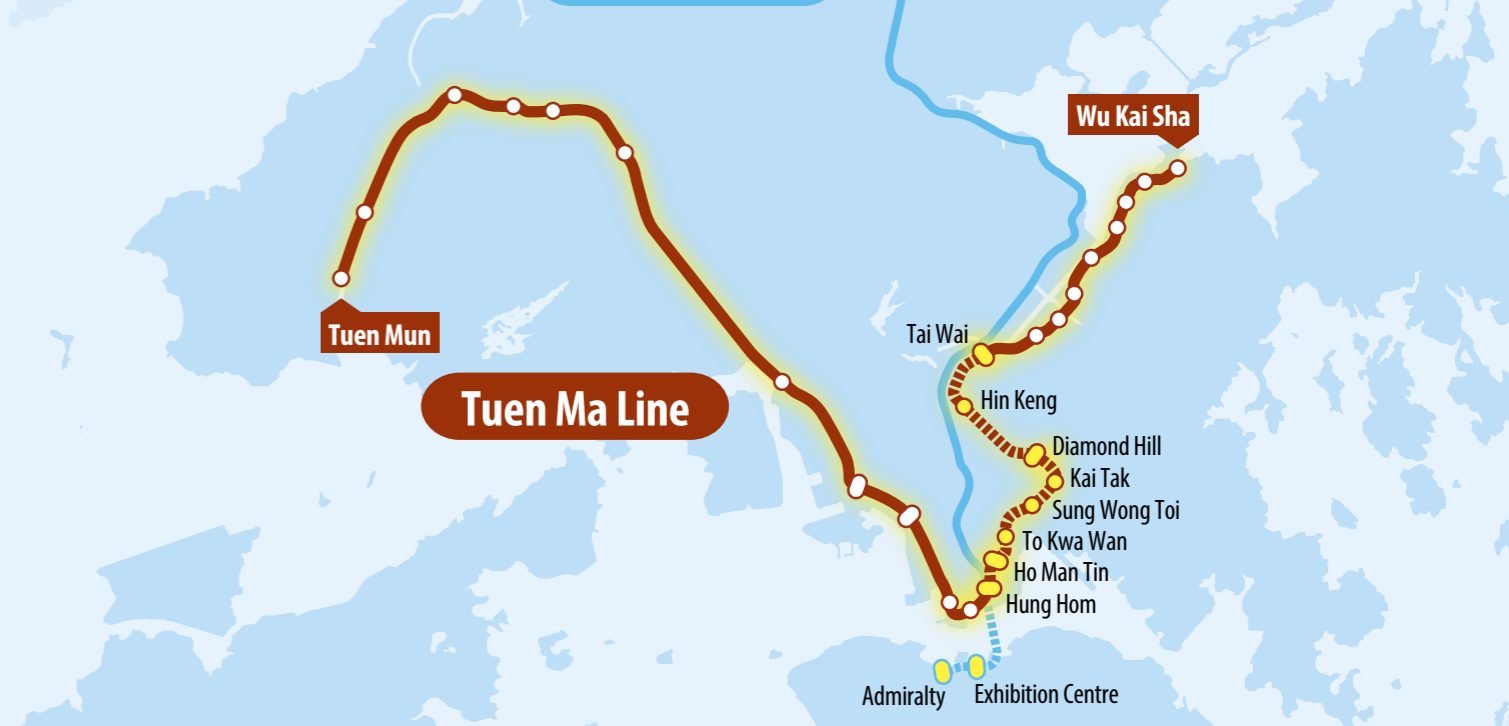 Wu Kai Sha
Tuen Mun
Tai Wai
Tuen Ma Line
Hin Keng
Diamond Hill
Kai Tak
Sung Wong Toi
To Kwa Wan
Ho Man Tin
Hung Hom
Admiralty
Exhibition Centre